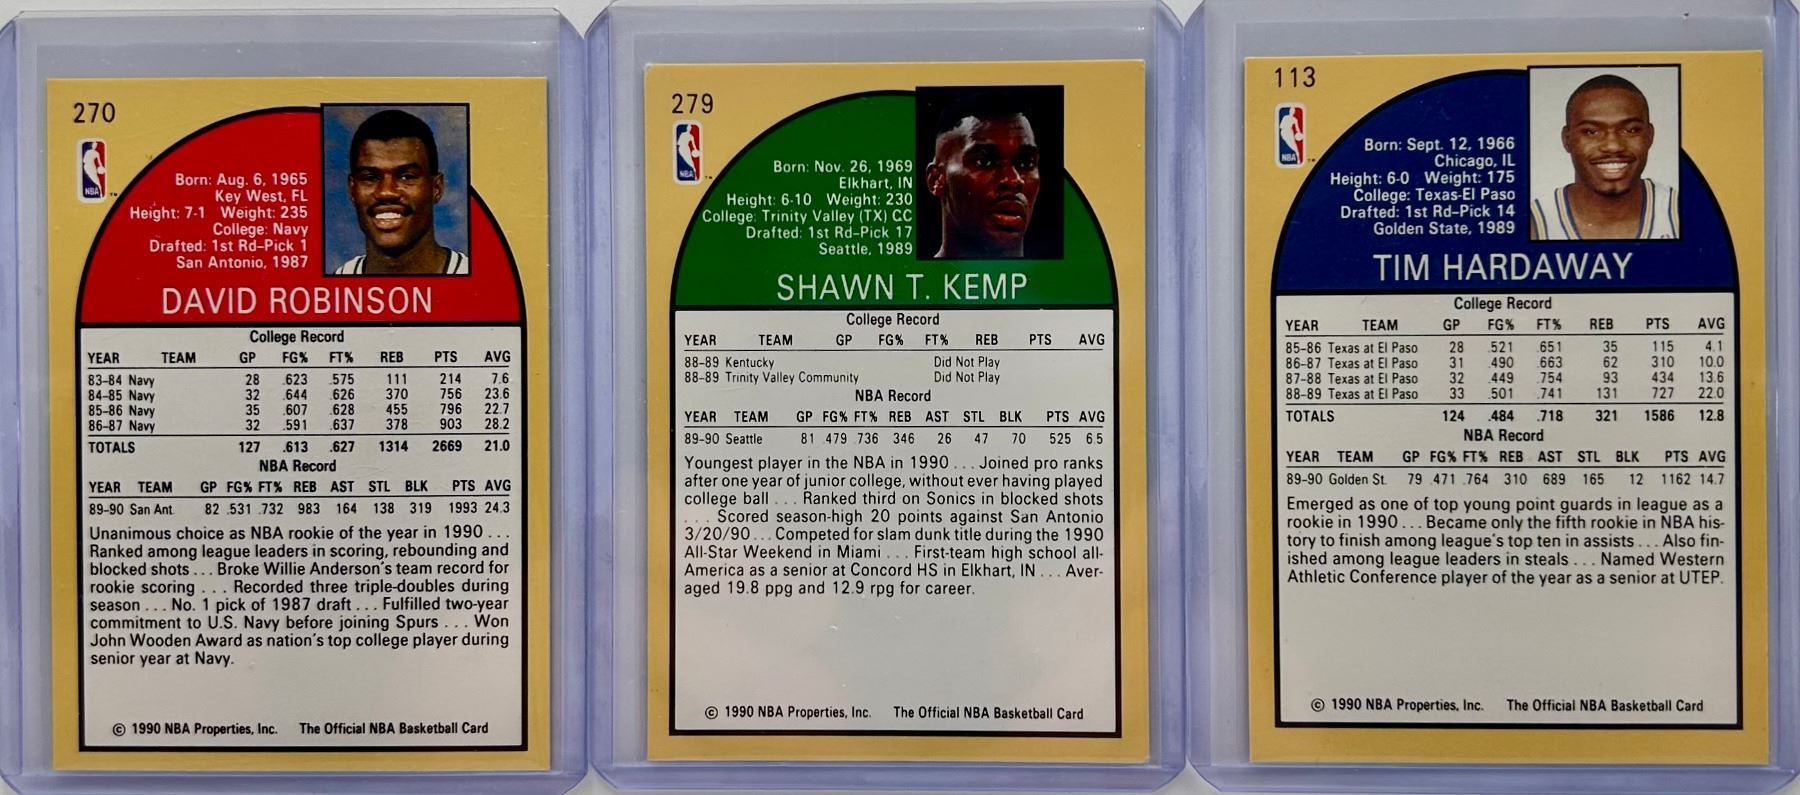 270
NBA
Born: Aug. 6, 1965
Key West, FL
Height: 7-1 Weight: 235
College: Navy
Drafted: 1st Rd-Pick 1
San Antonio, 1987
DAVID ROBINSON
College Record
YEAR TEAM GP FG% FT% REB PTS AVG
83-84 Navy 28 .623 .575 111 214 7.6
84-85 Navy 32 .644 .626 370 756 23.6
85-86 Navy 35 .607 .628 455 796 22.7
86-87 Navy 32 .591 .637 378 903 28.2
TOTALS 127 .613 .627 1314 2669 21.0
NBA Record
YEAR TEAM GP FG% FT% REB AST STL BLK PTS AVG
89-90 San Ant. 82 .531 .732 983 164 138 319 1993 24.3
Unanimous choice as NBA rookie of the year in 1990 . . .
Ranked among league leaders in scoring, rebounding and
blocked shots . . . Broke Willie Anderson's team record for
rookie scoring . . . Recorded three triple-doubles during
season . . . No. 1 pick of 1987 draft . . . Fulfilled two-year
commitment to U.S. Navy before joining Spurs . . . Won
John Wooden Award as nation's top college player during
senior year at Navy.
© 1990 NBA Properties, Inc. The Official NBA Basketball Card
279
NBA
Born: Nov. 26, 1969
Elkhart, IN
Height: 6-10 Weight: 230
College: Trinity Valley (TX) CC
Drafted: 1st Rd-Pick 17
Seattle, 1989
SHAWN T. KEMP
College Record
YEAR TEAM GP FG% FT% REB PTS AVG
88-89 Kentucky Did Not Play
88-89 Trinity Valley Community Did Not Play
NBA Record
YEAR TEAM GP FG% FT% REB AST STL BLK PTS AVG
89-90 Seattle 81 .479 .736 346 26 47 70 525 6.5
Youngest player in the NBA in 1990 . . . Joined pro ranks
after one year of junior college, without ever having played
college ball . . . Ranked third on Sonics in blocked shots
. . . Scored season-high 20 points against San Antonio
3/20/90 . . . Competed for slam dunk title during the 1990
All-Star Weekend in Miami . . . First-team high school all-
America as a senior at Concord HS in Elkhart, IN . . . Aver-
aged 19.8 ppg and 12.9 rpg for career.
© 1990 NBA Properties, Inc. The Official NBA Basketball Card
113
NBA
Born: Sept. 12, 1966
Chicago, IL
Height: 6-0 Weight: 175
College: Texas-El Paso
Drafted: 1st Rd-Pick 14
Golden State, 1989
TIM HARDAWAY
College Record
YEAR TEAM GP FG% FT% REB PTS AVG
85-86 Texas at El Paso 28 .521 .651 35 115 4.1
86-87 Texas at El Paso 31 .490 .663 62 310 10.0
87-88 Texas at El Paso 32 .449 .754 93 434 13.6
88-89 Texas at El Paso 33 .501 .741 131 727 22.0
TOTALS 124 .484 .718 321 1586 12.8
NBA Record
YEAR TEAM GP FG% FT% REB AST STL BLK PTS AVG
89-90 Golden St. 79 .471 .764 310 689 165 12 1162 14.7
Emerged as one of top young point guards in league as a
rookie in 1990 . . . Became only the fifth rookie in NBA his-
tory to finish among league's top ten in assists . . . Also fin-
ished among league leaders in steals . . . Named Western
Athletic Conference player of the year as a senior at UTEP.
© 1990 NBA Properties, Inc. The Official NBA Basketball Card